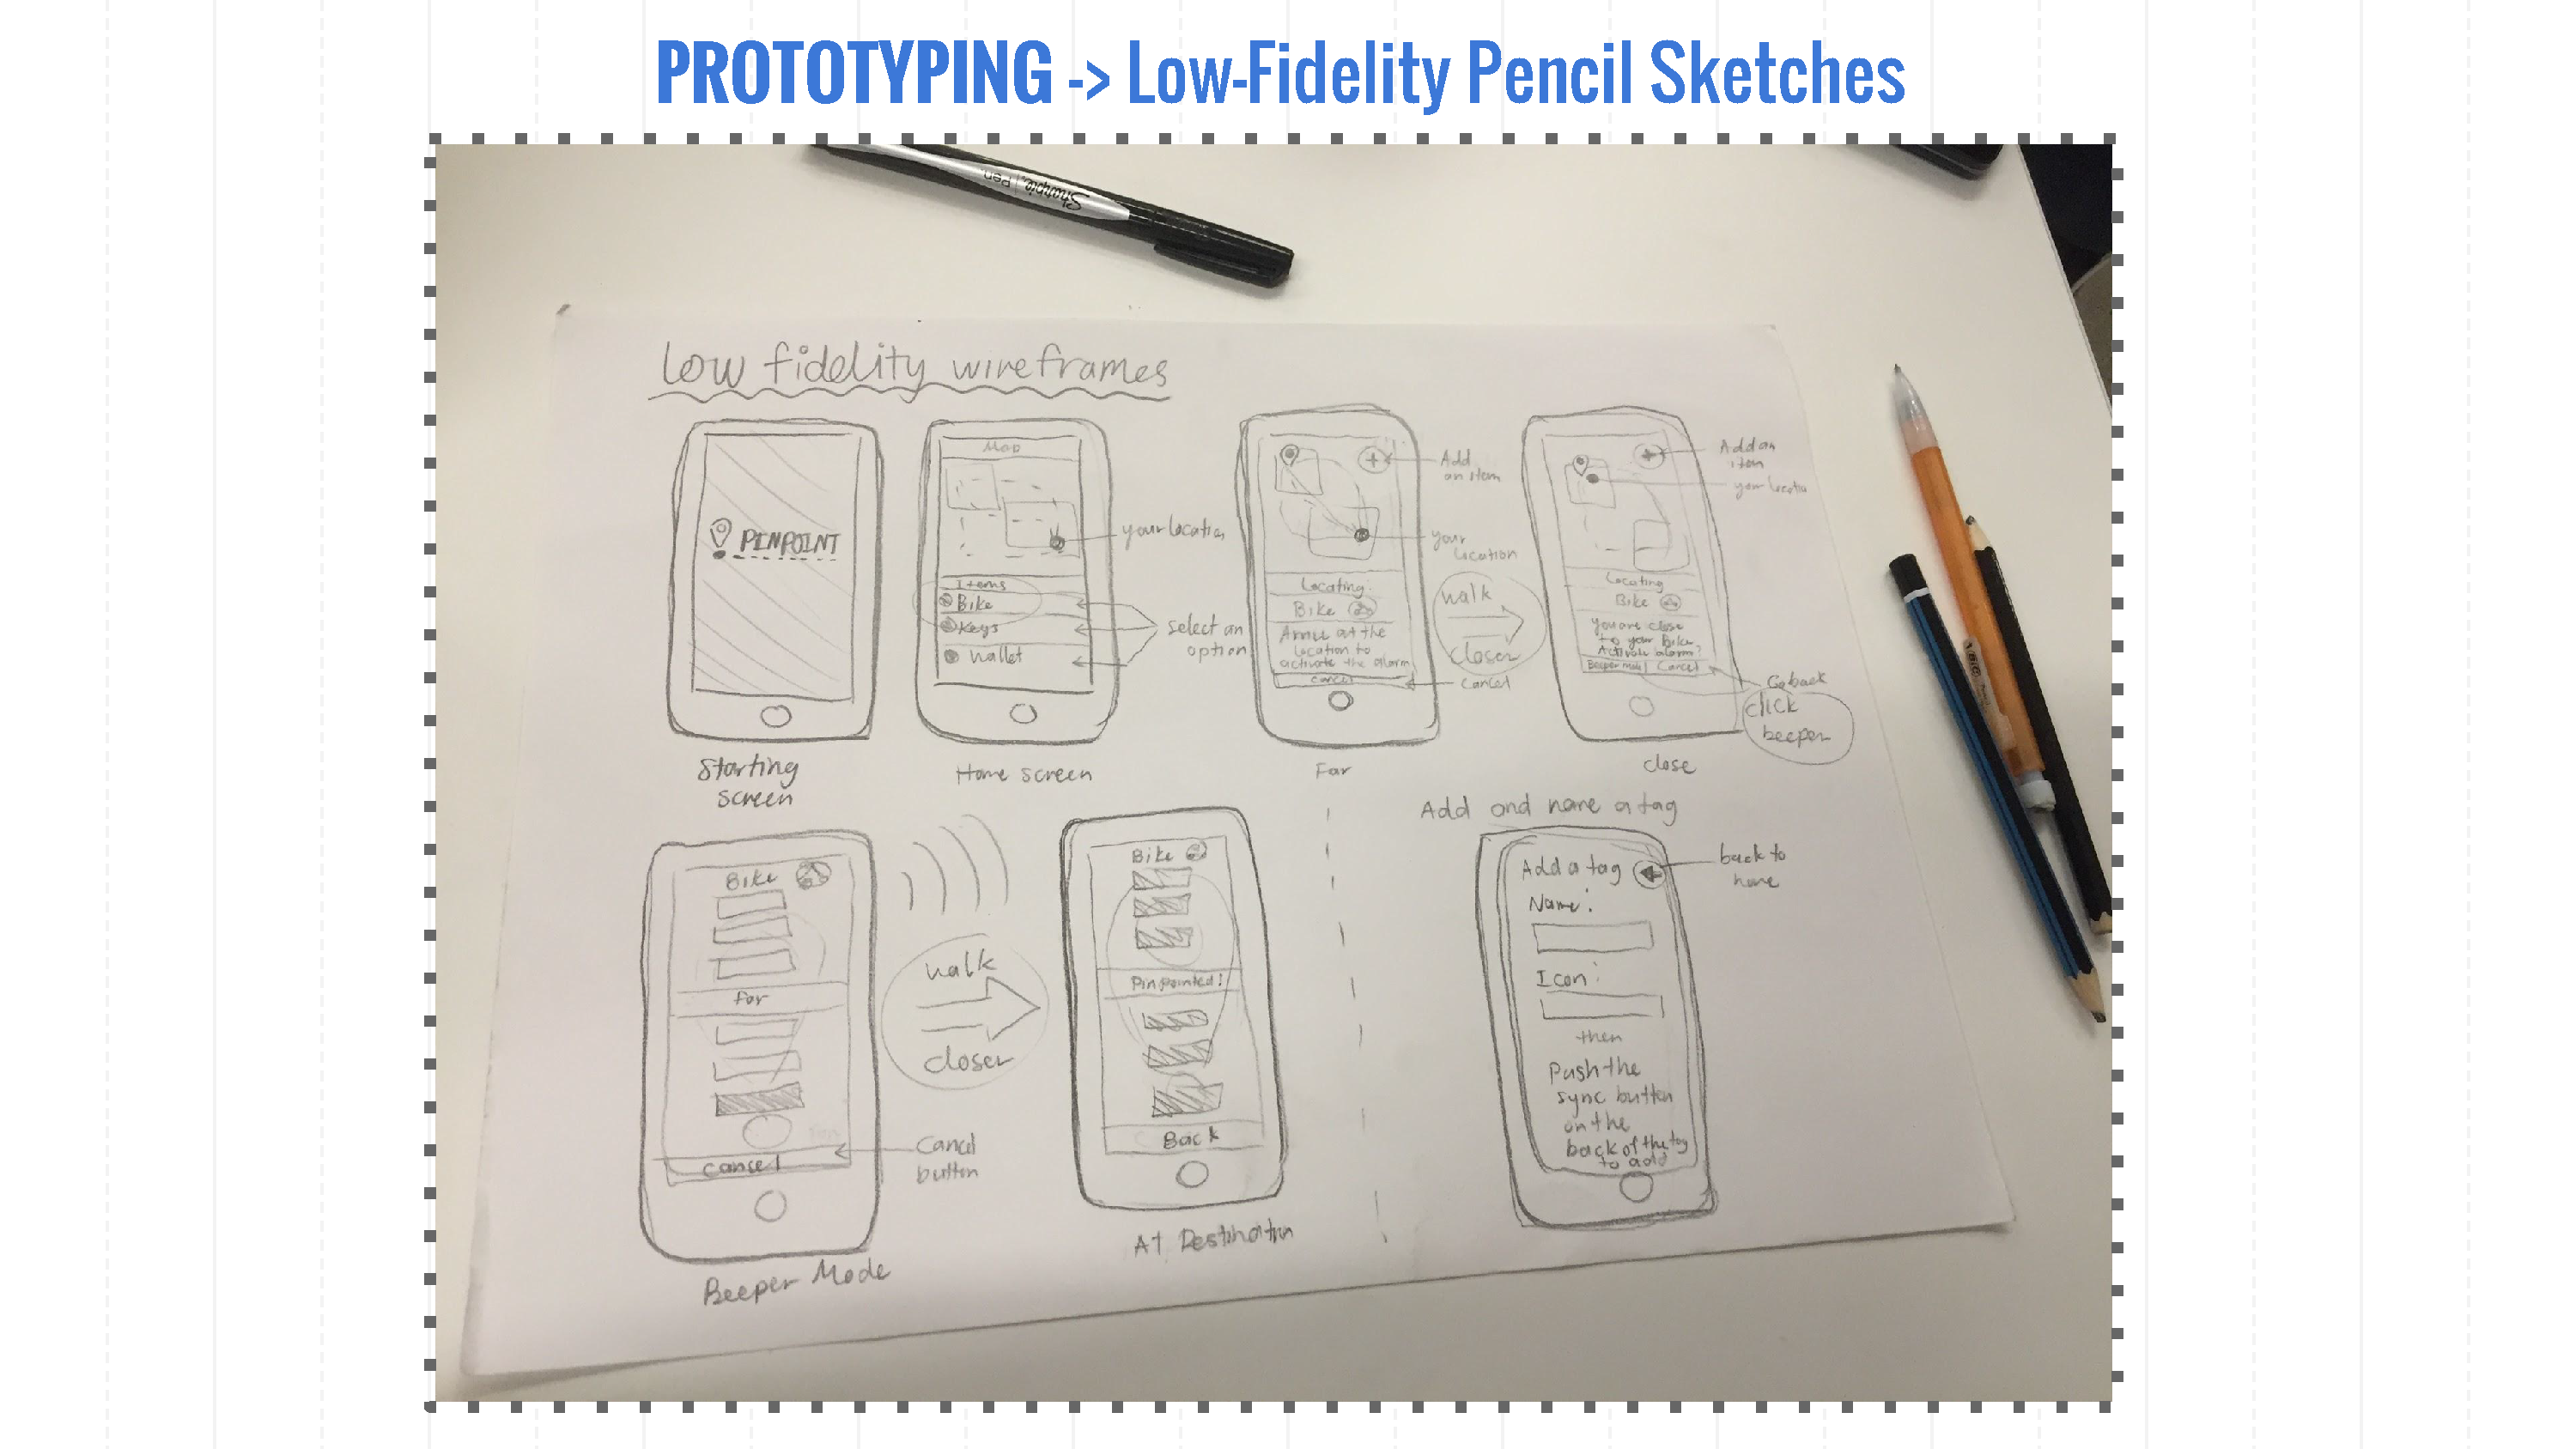 PROTOTYPING -> Low-Fidelity Pencil Sketches
Sharpie. | Pen.
Low fidelity wireframes
PINPOINT
Starting
screen
Map
your location
Items
Bike
Keys
Wallet
select an
option
Home screen
Add
an item
your
location
Locating:
Bike
Arrive at the
location to
activate the alarm
cancel
cancel
Far
walk
closer
Add an
item
your locatio
Locating
Bike
You are close
to your Bike
Activate alarm?
Beeper mode | Cancel
Go back
click
beeper
close
BIC
Bike
far
cancel
Cancel
button
Beeper Mode
walk
closer
Bike
Pinpointed!
Back
At Destination
Add and name a tag
Add a tag
back to
home
Name:
Icon:
then
Push the
sync button
on the
back of the tag
to add